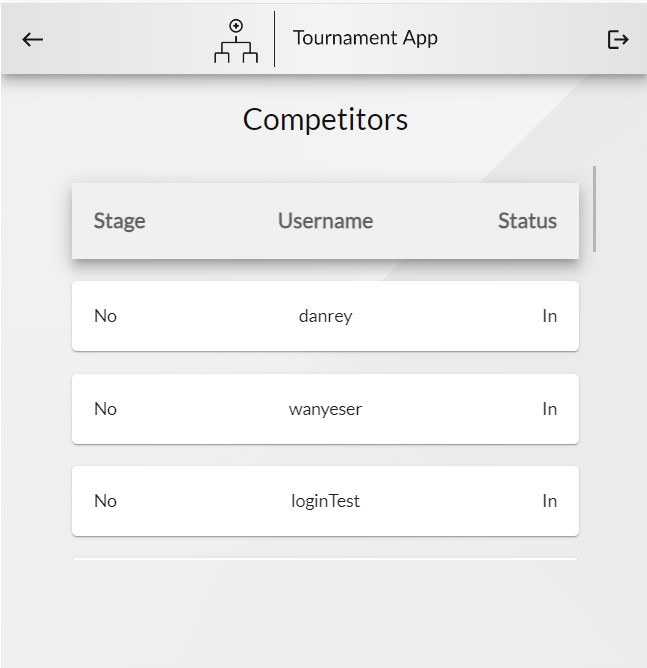 Tournament App
Competitors
Stage Username Status
No danrey In
No wanyeser In
No loginTest In